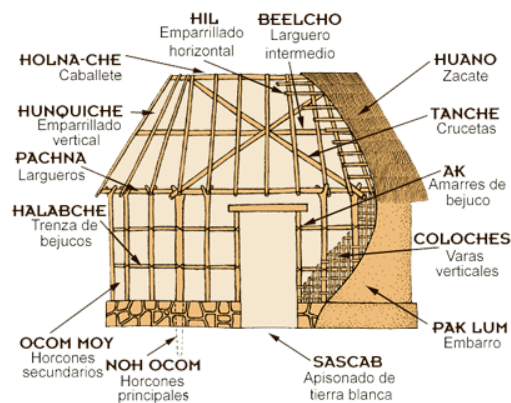 HIL
Emparrillado
horizontal
BEELCHO
Larguero
intermedio
HOLNA-CHE
Caballete
HUANO
Zacate
HUNQUICHE
Emparrillado
vertical
TANCHE
Crucetas
PACHNA
Largueros
AK
Amarres de
bejuco
HALABCHE
Trenza de
bejucos
COLOCHES
Varas
verticales
OCOM MOY
Horcones
secundarios
NOH OCOM
Horcones
principales
SASCAB
Apisonado de
tierra blanca
PAK LUM
Embarro